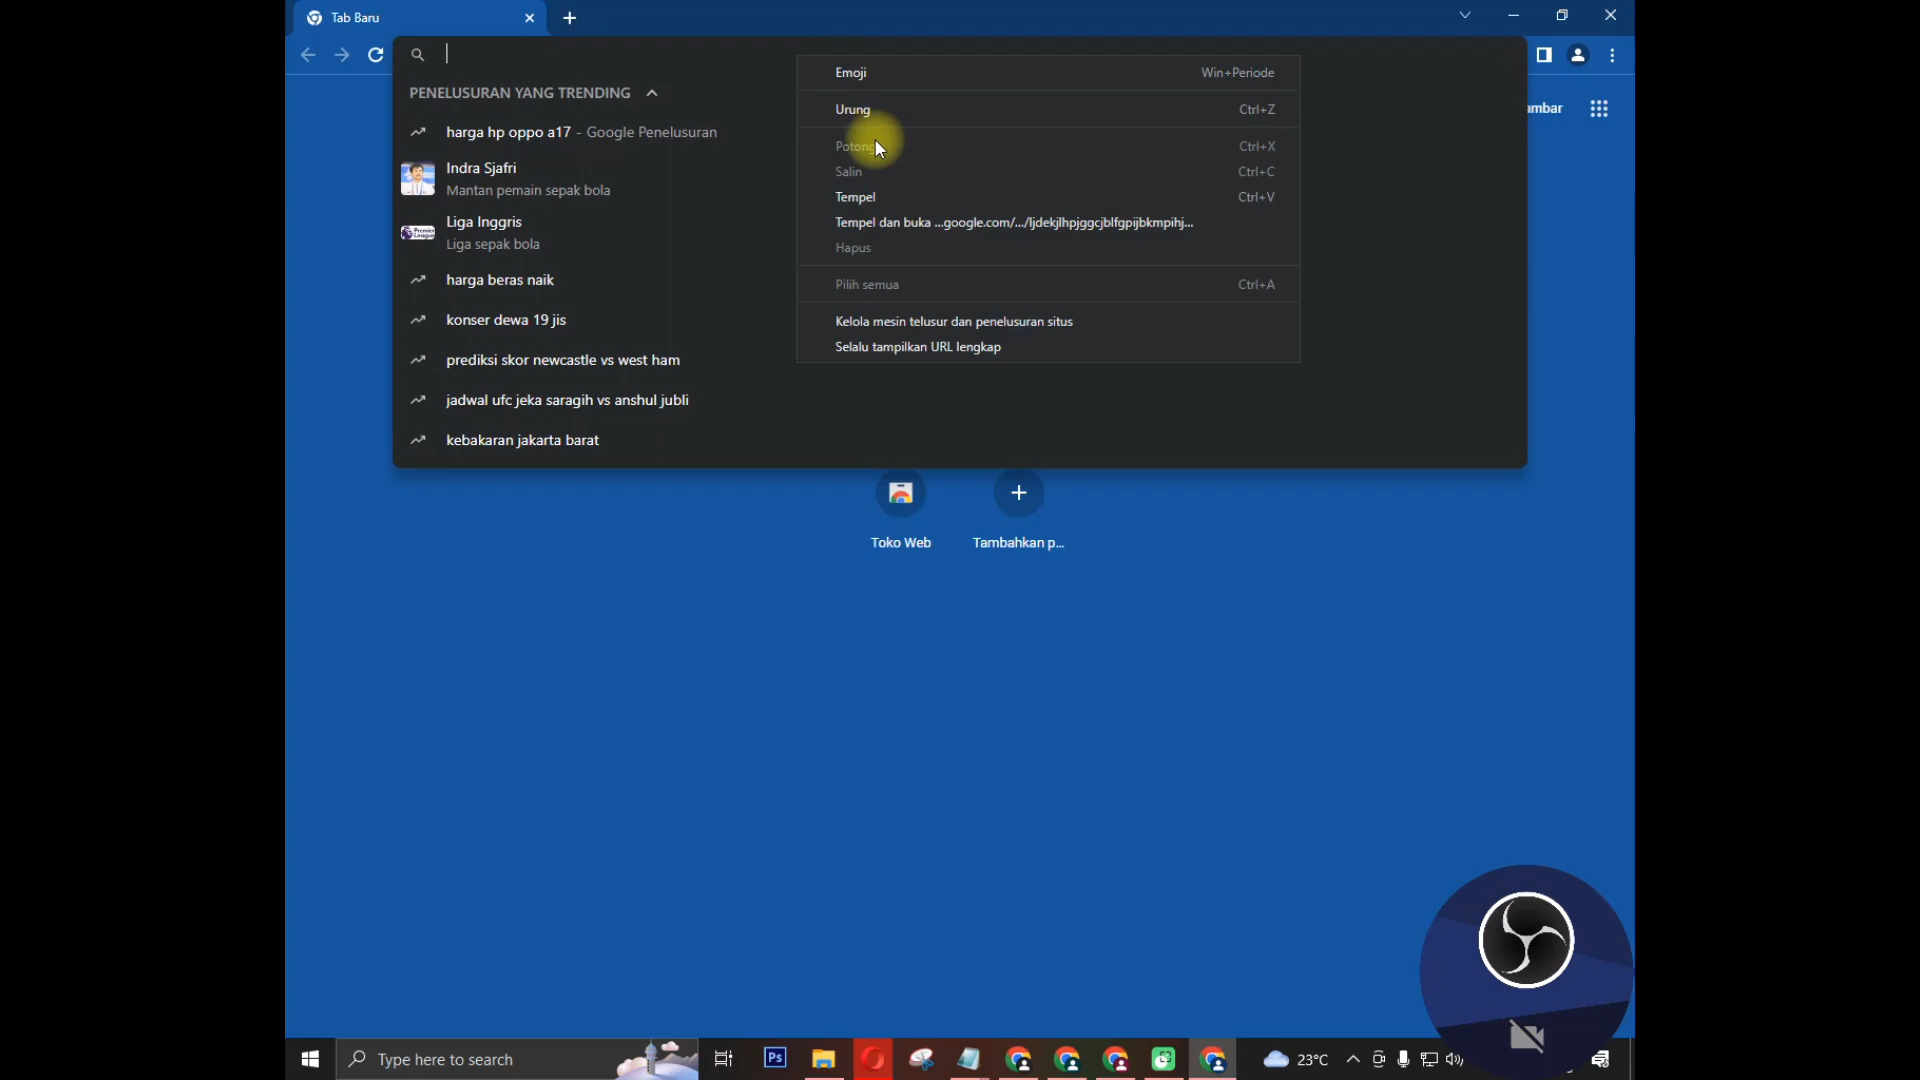 Tab Baru
PENELUSURAN YANG TRENDING
harga hp oppo a17 - Google Penelusuran
Indra Sjafri
Mantan pemain sepak bola
Liga Inggris
Liga sepak bola
harga beras naik
konser dewa 19 jis
prediksi skor newcastle vs west ham
jadwal ufc jeka saragih vs anshul jubli
kebakaran jakarta barat
Emoji Win+Periode
Urung Ctrl+Z
Potong Ctrl+X
Salin Ctrl+C
Tempel Ctrl+V
Tempel dan buka ...google.com/.../ljdekjlhpjggcjblfgpijbkmpihj...
Hapus
Pilih semua Ctrl+A
Kelola mesin telusur dan penelusuran situs
Selalu tampilkan URL lengkap
ambar
Toko Web
Tambahkan p...
Type here to search
Ps
23°C